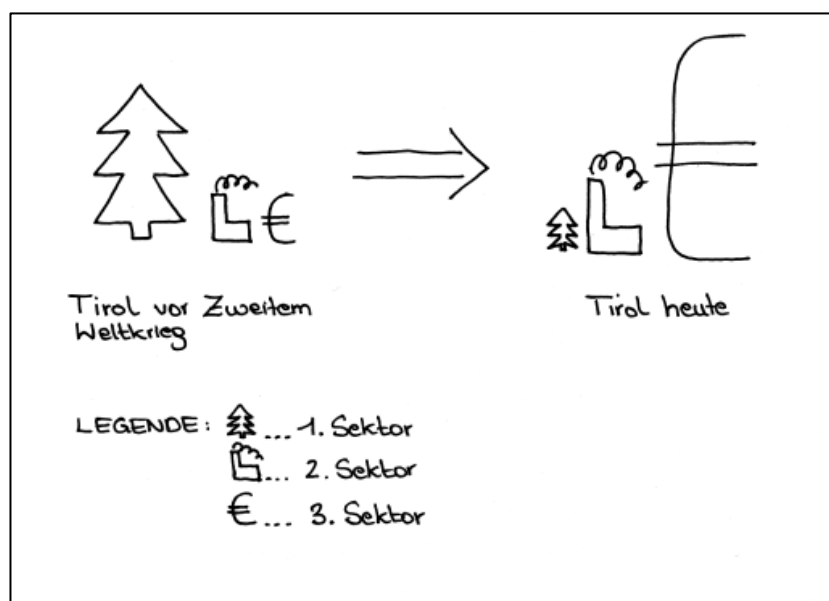 Tirol vor Zweitem
Weltkrieg
Tirol heute
LEGENDE: ... 1. Sektor
... 2. Sektor
€ ... 3. Sektor